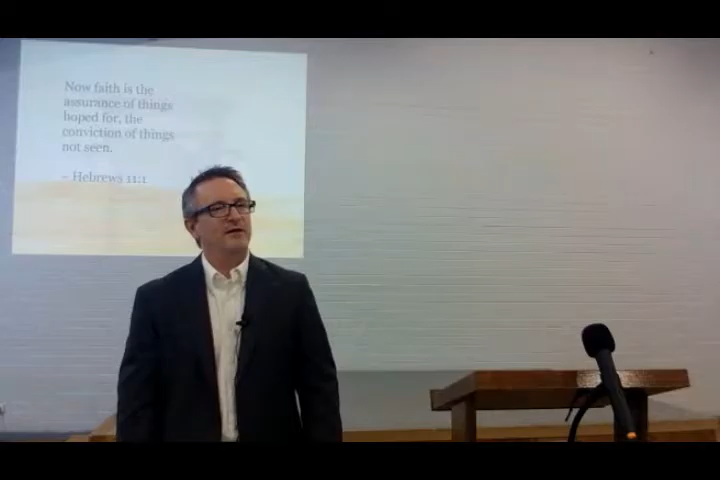 Now faith is the
assurance of things
hoped for, the
conviction of things
not seen.
– Hebrews 11:1